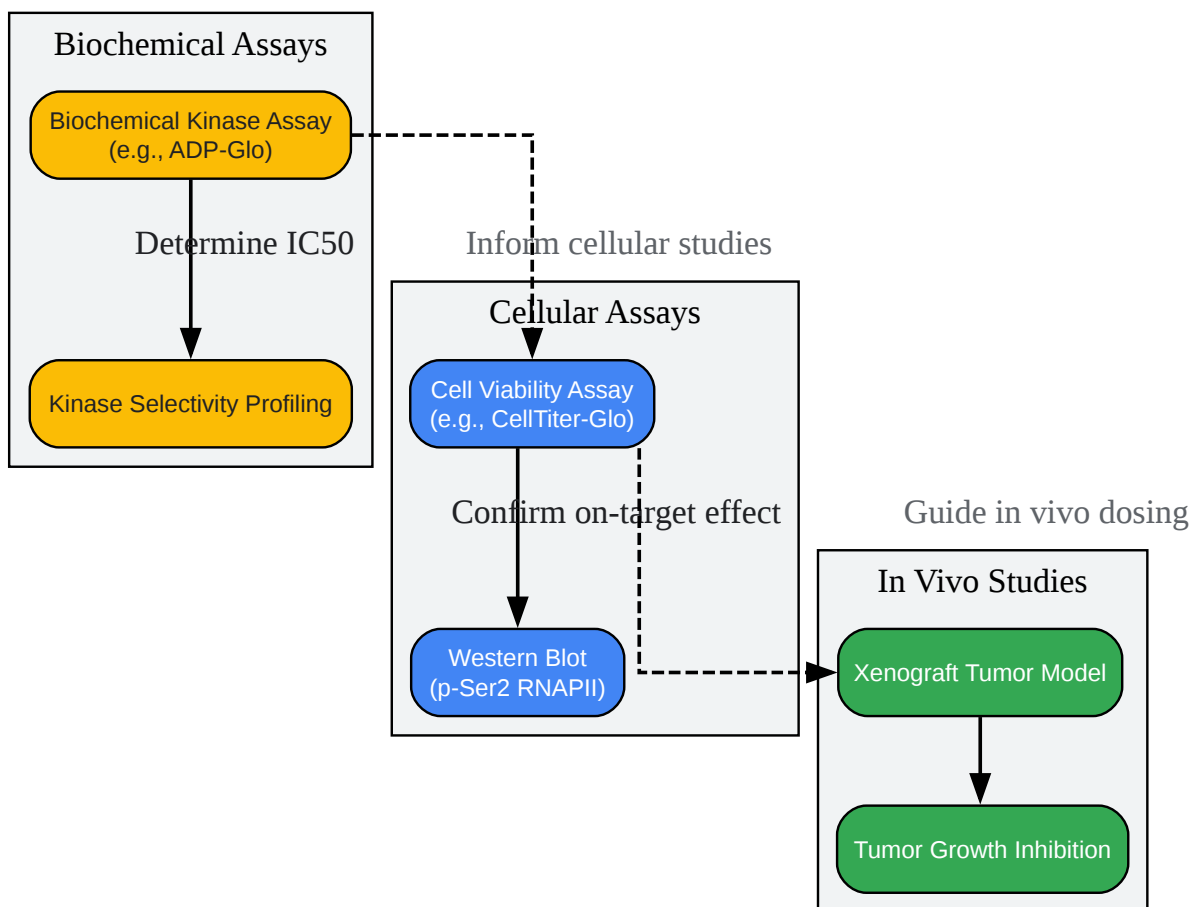 Biochemical Assays
Biochemical Kinase Assay
(e.g., ADP-Glo)
Determine IC50
Inform cellular studies
Kinase Selectivity Profiling
Cellular Assays
Cell Viability Assay
(e.g., CellTiter-Glo)
Confirm on-target effect
Guide in vivo dosing
Western Blot
(p-Ser2 RNAPII)
In Vivo Studies
Xenograft Tumor Model
Tumor Growth Inhibition